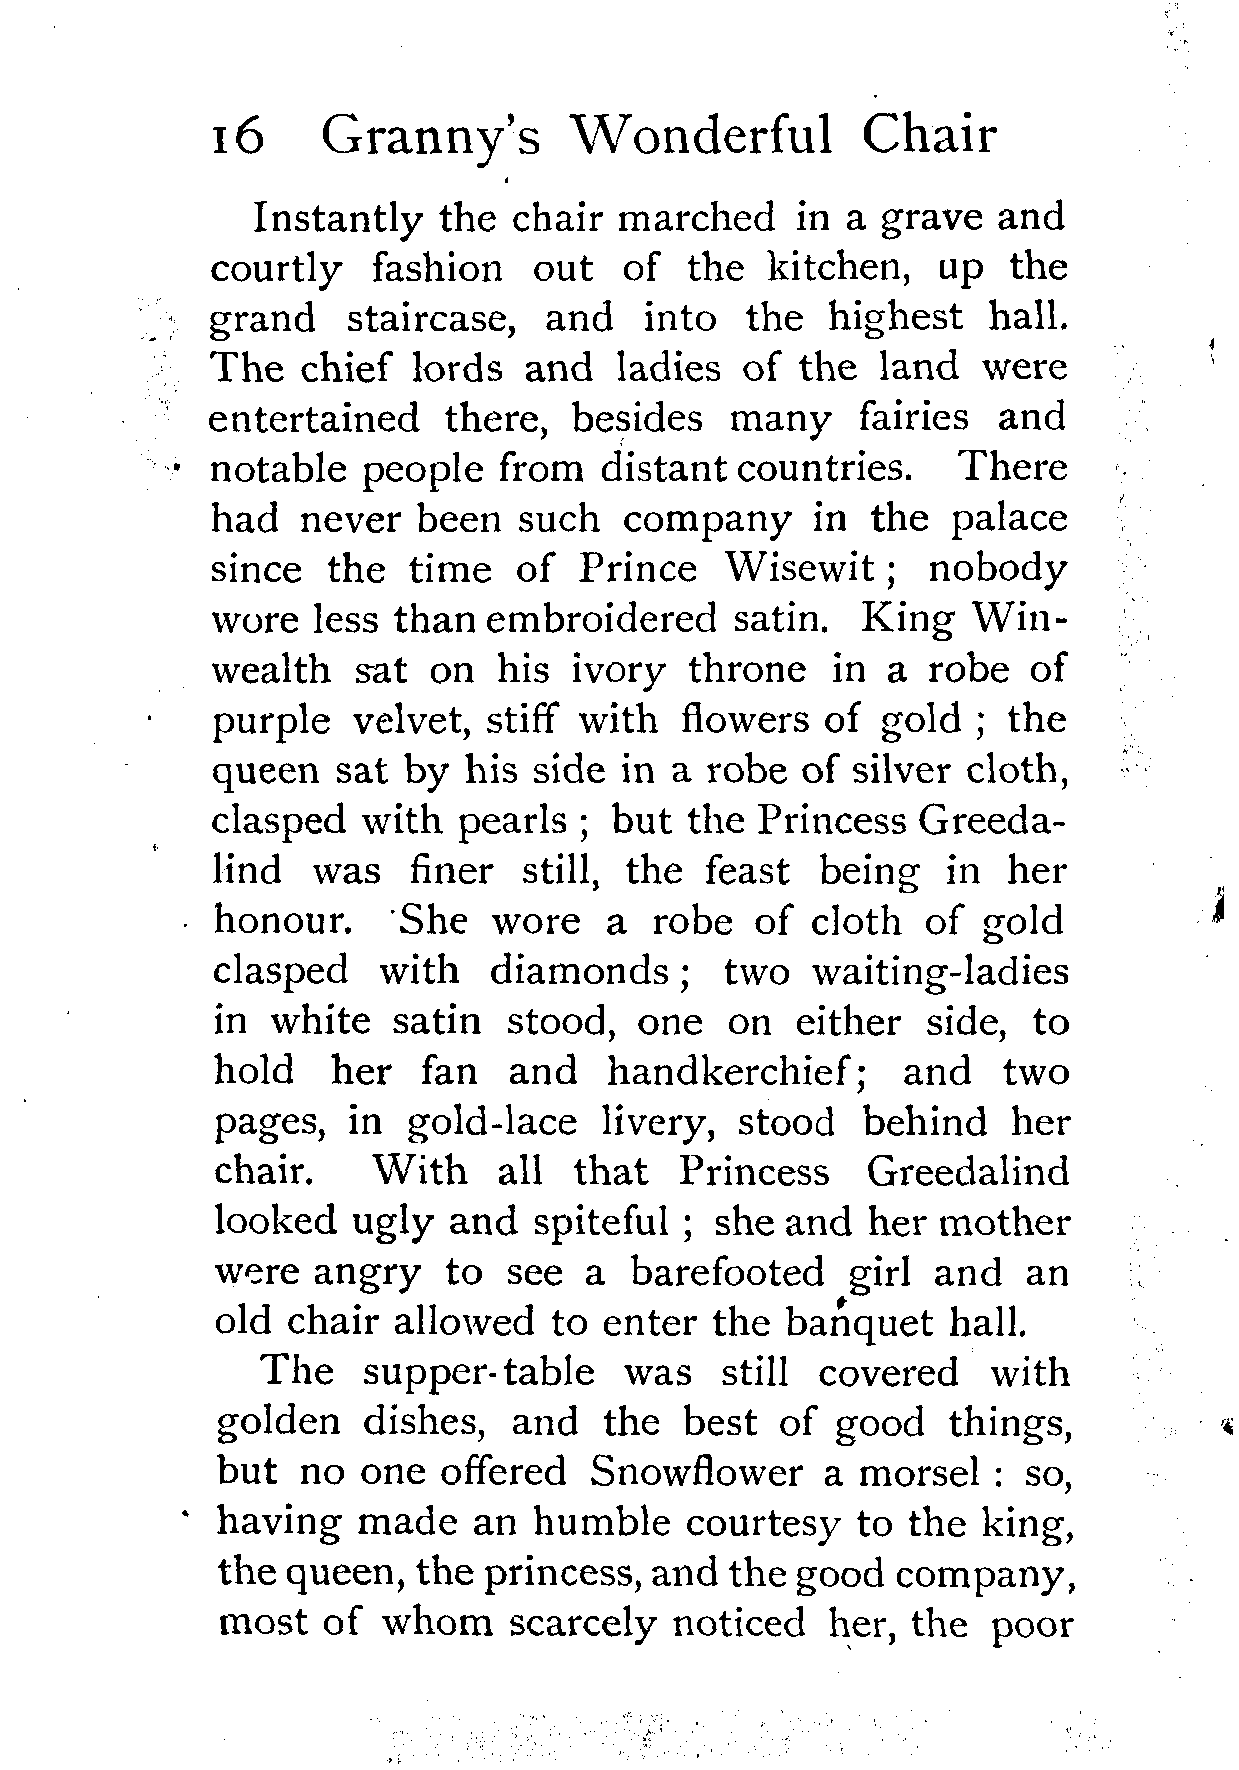 16 Granny's Wonderful Chair
Instantly the chair marched in a grave and
courtly fashion out of the kitchen, up the
grand staircase, and into the highest hall.
The chief lords and ladies of the land were
entertained there, besides many fairies and
notable people from distant countries. There
had never been such company in the palace
since the time of Prince Wisewit ; nobody
wore less than embroidered satin. King Win-
wealth sat on his ivory throne in a robe of
purple velvet, stiff with flowers of gold ; the
queen sat by his side in a robe of silver cloth,
clasped with pearls ; but the Princess Greeda-
lind was finer still, the feast being in her
honour. She wore a robe of cloth of gold
clasped with diamonds ; two waiting-ladies
in white satin stood, one on either side, to
hold her fan and handkerchief; and two
pages, in gold-lace livery, stood behind her
chair. With all that Princess Greedalind
looked ugly and spiteful ; she and her mother
were angry to see a barefooted girl and an
old chair allowed to enter the banquet hall.
The supper-table was still covered with
golden dishes, and the best of good things,
but no one offered Snowflower a morsel : so,
having made an humble courtesy to the king,
the queen, the princess, and the good company,
most of whom scarcely noticed her, the poor